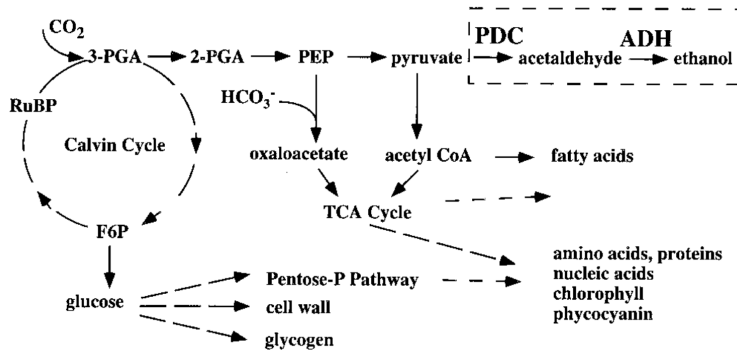 CO2
3-PGA 2-PGA PEP pyruvate PDC acetaldehyde ADH ethanol
RuBP
HCO3-
Calvin Cycle
oxaloacetate acetyl CoA fatty acids
TCA Cycle
F6P
amino acids, proteins
Pentose-P Pathway nucleic acids
glucose
cell wall chlorophyll
phycocyanin
glycogen